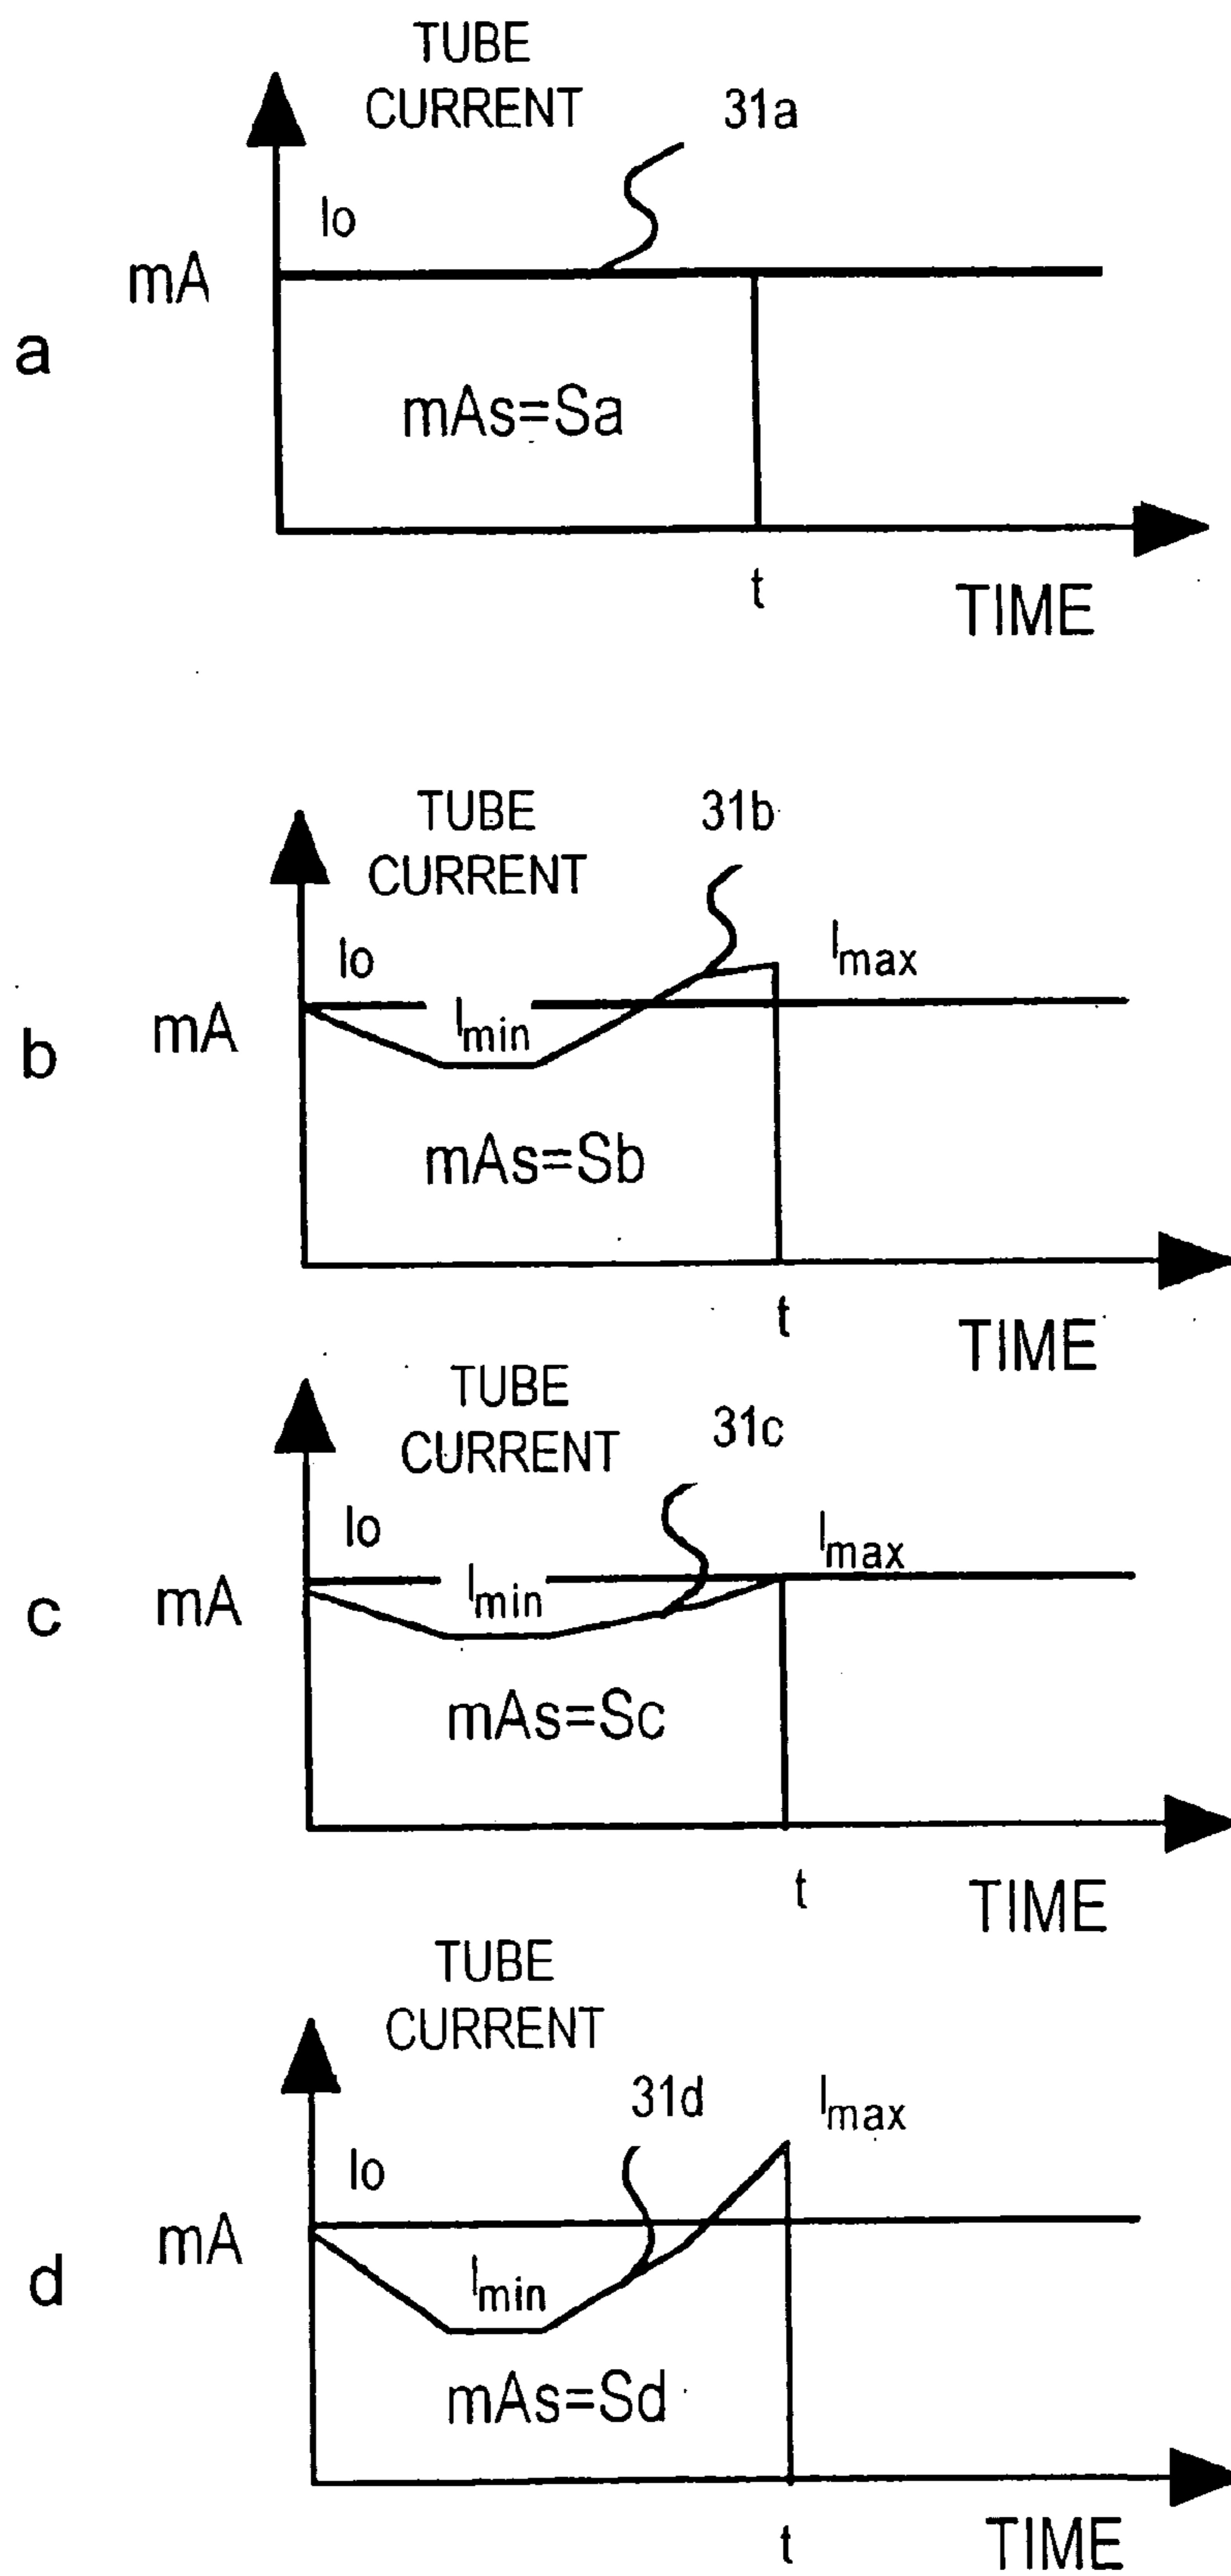 TUBE
CURRENT
31a
Io
mA
a
mAs=Sa
t
TIME
TUBE
CURRENT
31b
Io
Imax
Imin
mA
b
mAs=Sb
t
TIME
TUBE
CURRENT
31c
Io
Imax
Imin
mA
c
mAs=Sc
t
TIME
TUBE
CURRENT
31d
Imax
Io
mA
Imin
d
mAs=Sd
t
TIME